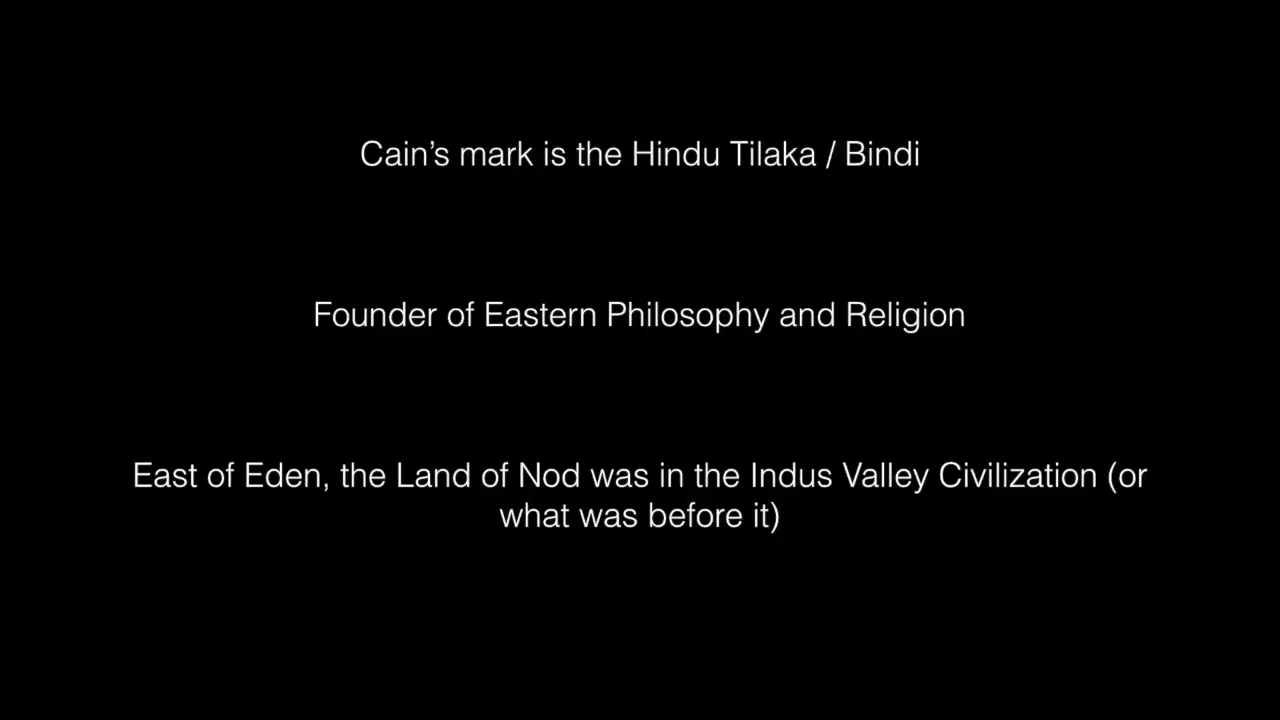 Cain’s mark is the Hindu Tilaka / Bindi
Founder of Eastern Philosophy and Religion
East of Eden, the Land of Nod was in the Indus Valley Civilization (or
what was before it)